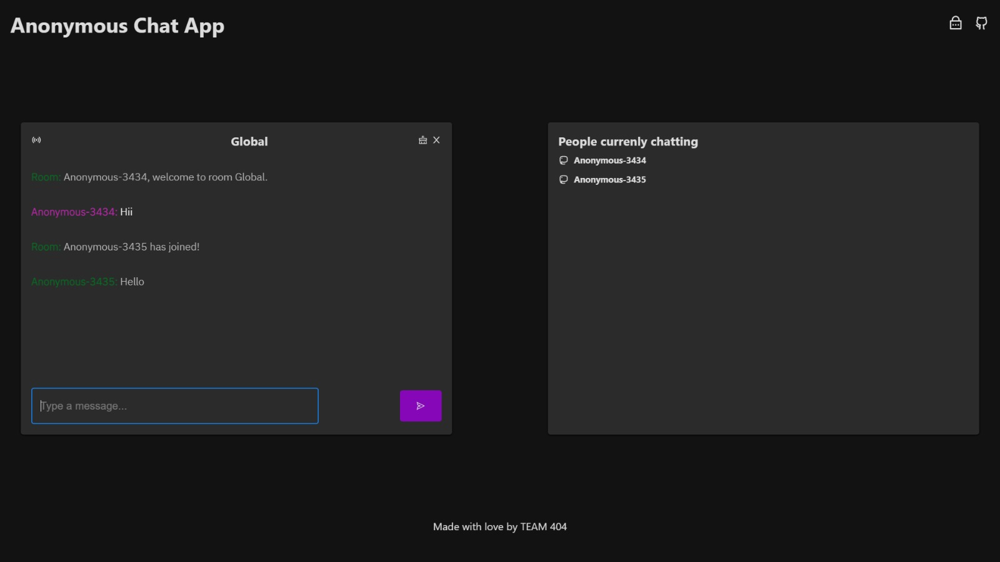 Anonymous Chat App
Global
Room: Anonymous-3434, welcome to room Global.
Anonymous-3434: Hii
Room: Anonymous-3435 has joined!
Anonymous-3435: Hello
Type a message...
People currenly chatting
Anonymous-3434
Anonymous-3435
Made with love by TEAM 404